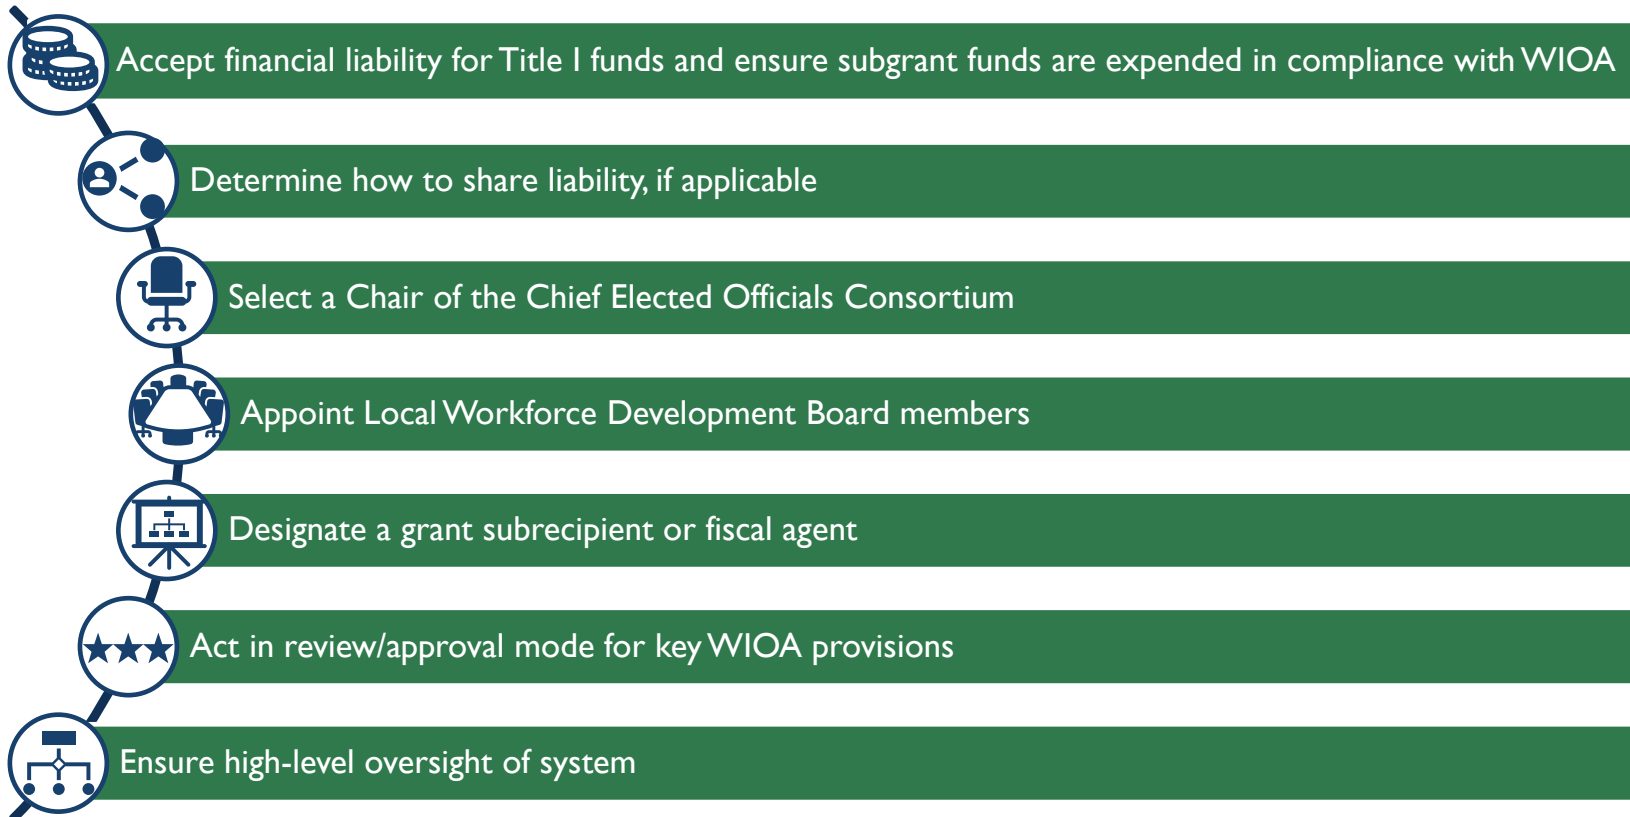 Accept financial liability for Title I funds and ensure subgrant funds are expended in compliance with WIOA
Determine how to share liability, if applicable
Select a Chair of the Chief Elected Officials Consortium
Appoint Local Workforce Development Board members
Designate a grant subrecipient or fiscal agent
Act in review/approval mode for key WIOA provisions
Ensure high-level oversight of system